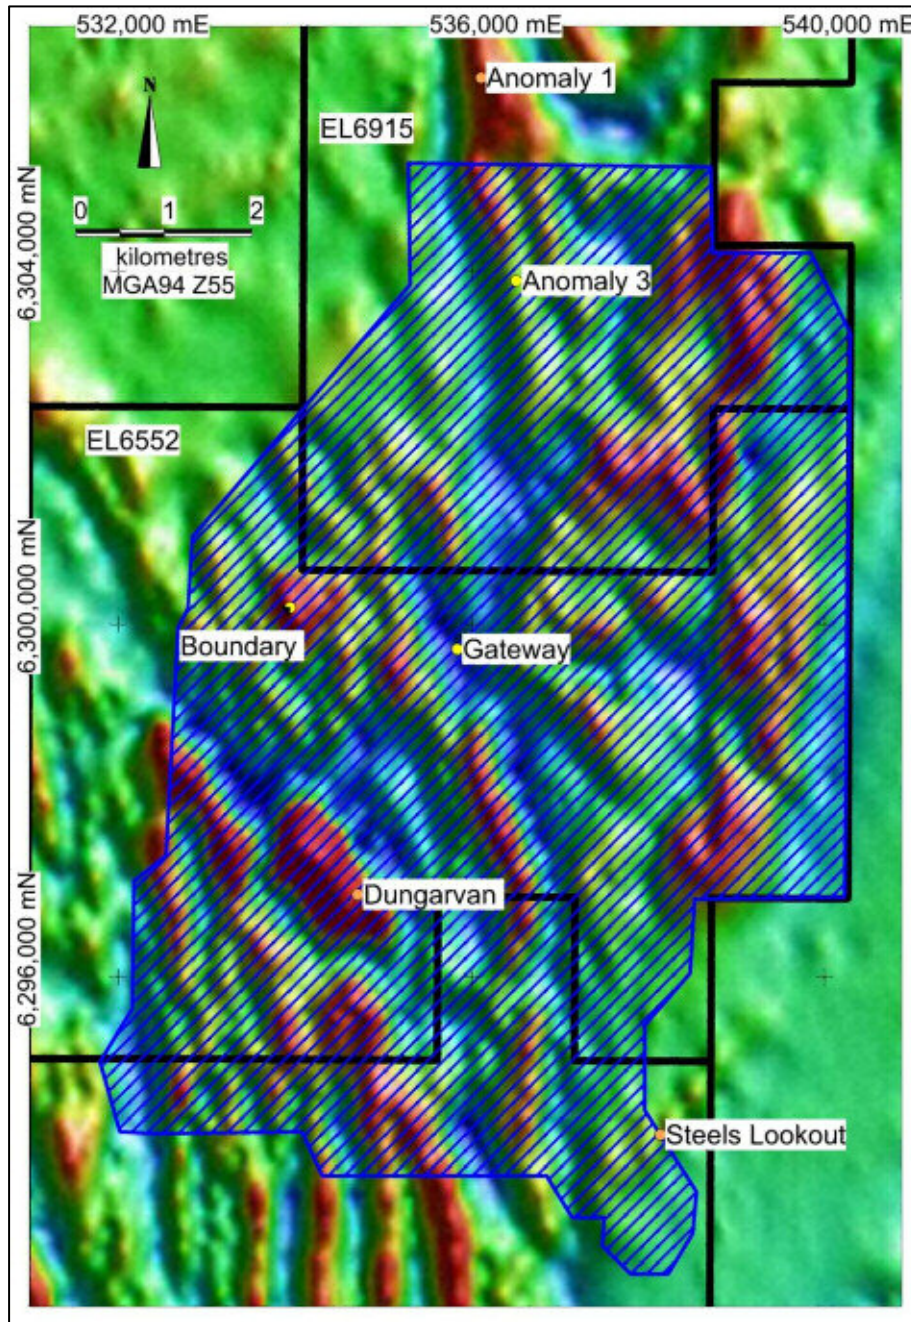 532,000 mE
536,000 mE
540,000 mE
Anomaly 1
N
EL6915
0 1 2
kilometres
MGA94 Z55
6,304,000 mN
Anomaly 3
EL6552
6,300,000 mN
Boundary
Gateway
Dungarvan
6,296,000 mN
Steels Lookout